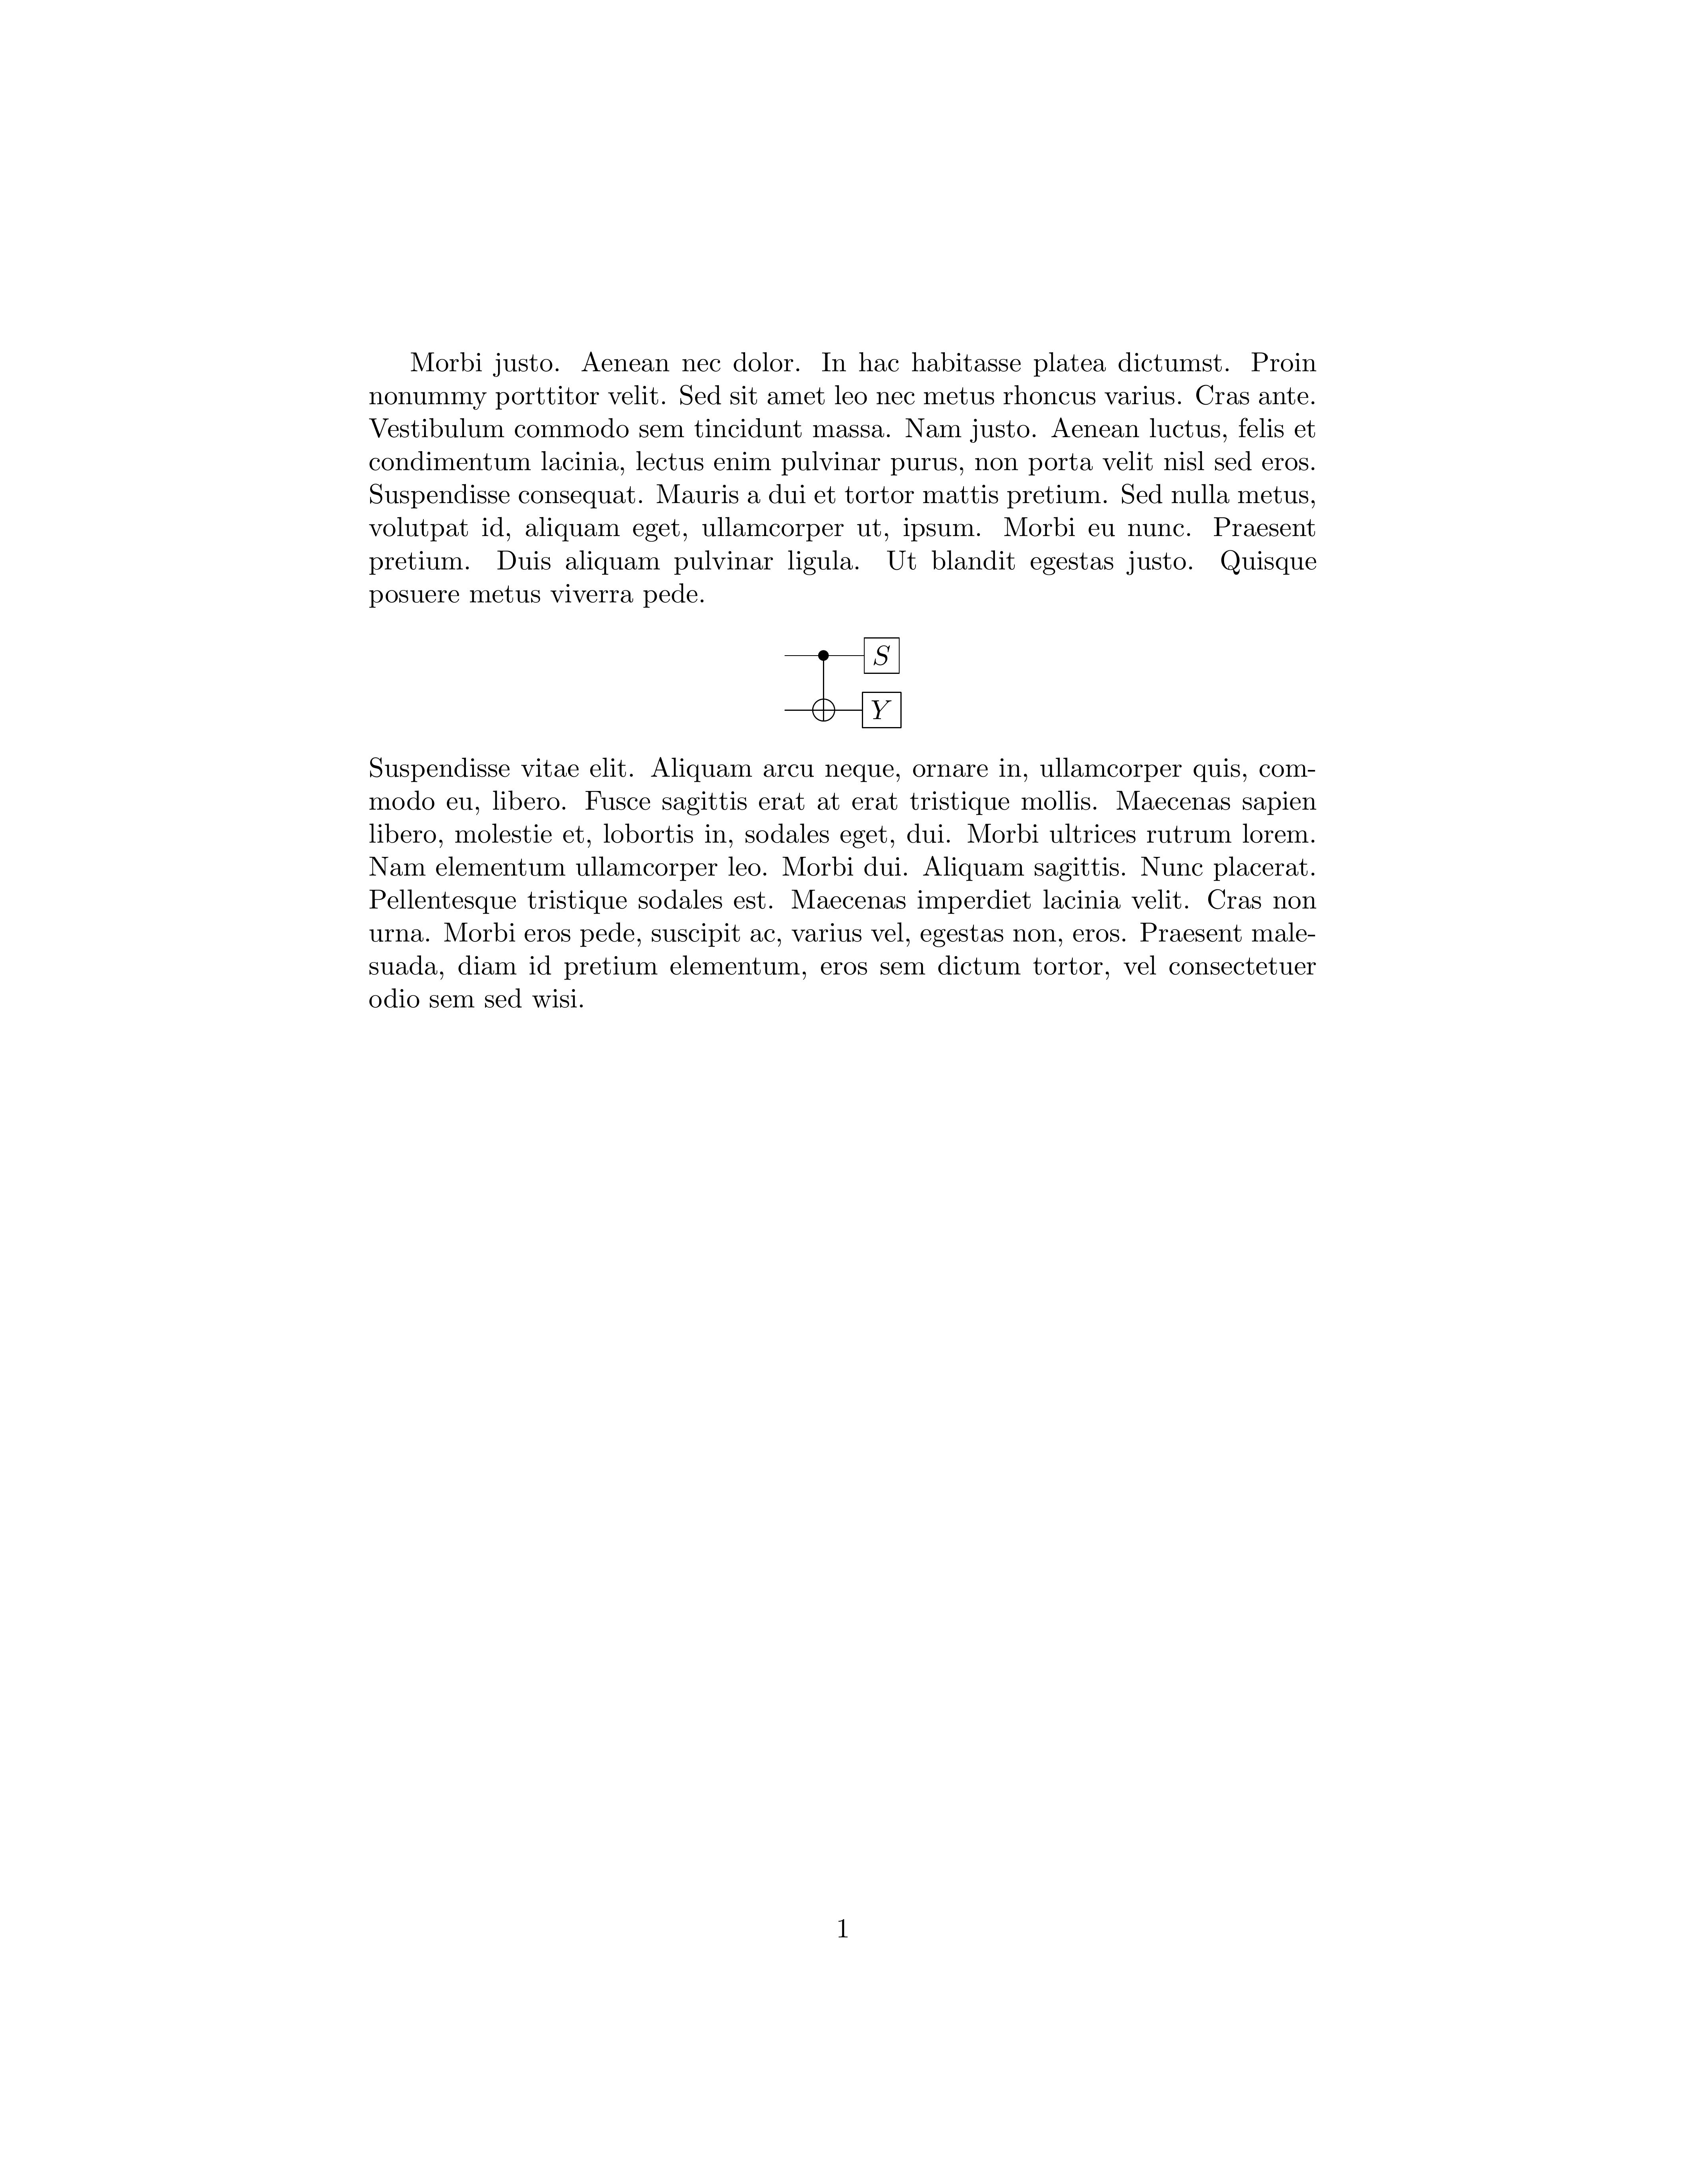 Morbi justo. Aenean nec dolor. In hac habitasse platea dictumst. Proin
nonummy porttitor velit. Sed sit amet leo nec metus rhoncus varius. Cras ante.
Vestibulum commodo sem tincidunt massa. Nam justo. Aenean luctus, felis et
condimentum lacinia, lectus enim pulvinar purus, non porta velit nisl sed eros.
Suspendisse consequat. Mauris a dui et tortor mattis pretium. Sed nulla metus,
volutpat id, aliquam eget, ullamcorper ut, ipsum. Morbi eu nunc. Praesent
pretium. Duis aliquam pulvinar ligula. Ut blandit egestas justo. Quisque
posuere metus viverra pede.
S
Y
Suspendisse vitae elit. Aliquam arcu neque, ornare in, ullamcorper quis, com-
modo eu, libero. Fusce sagittis erat at erat tristique mollis. Maecenas sapien
libero, molestie et, lobortis in, sodales eget, dui. Morbi ultrices rutrum lorem.
Nam elementum ullamcorper leo. Morbi dui. Aliquam sagittis. Nunc placerat.
Pellentesque tristique sodales est. Maecenas imperdiet lacinia velit. Cras non
urna. Morbi eros pede, suscipit ac, varius vel, egestas non, eros. Praesent male-
suada, diam id pretium elementum, eros sem dictum tortor, vel consectetuer
odio sem sed wisi.
1